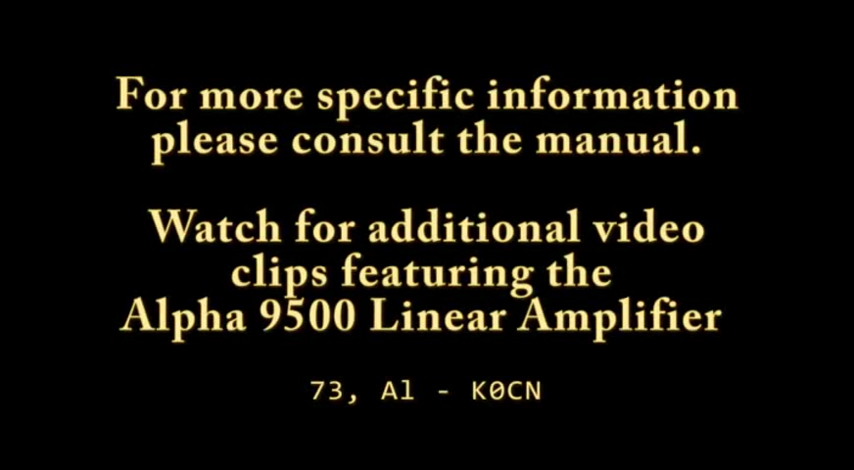 For more specific information
please consult the manual.
Watch for additional video
clips featuring the
Alpha 9500 Linear Amplifier
73, Al - K0CN